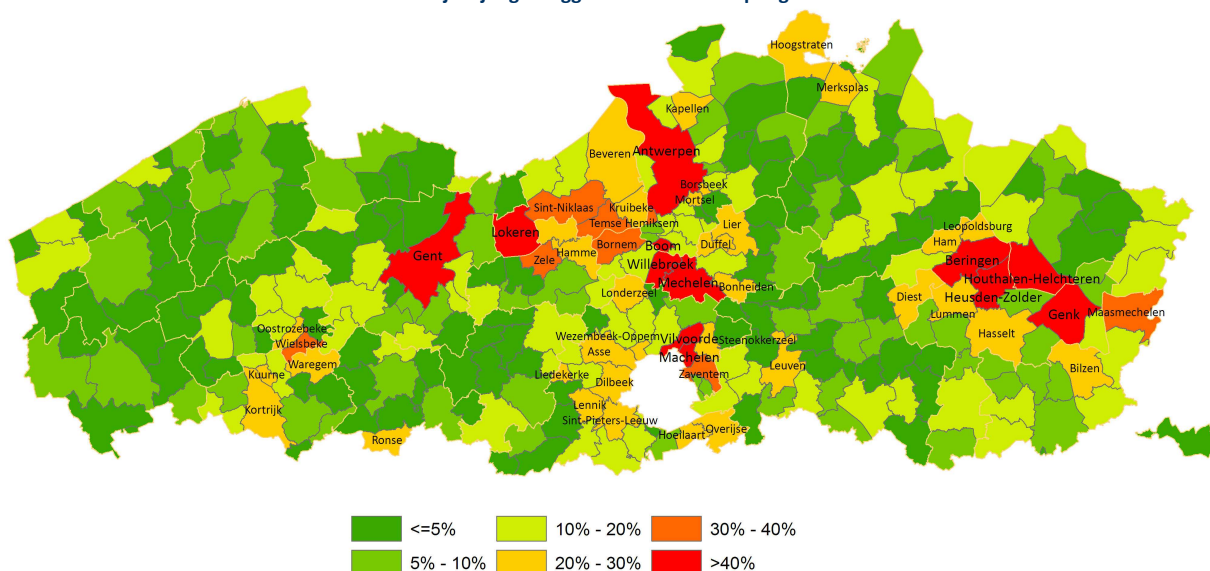 Hoogstraten
Merksplas
Kapellen
Beveren
Antwerpen
Borsbeek
Mortsel
Sint-Niklaas
Kruibeke
Temse Hemiksem
Lier
Lokeren
Bornem
Boom
Duffel
Gent
Hamme
Zele
Willebroek
Mechelen
Bonheiden
Londerzeel
Leopoldsburg
Ham
Beringen
Houthalen-Helchteren
Heusden-Zolder
Diest
Lummen
Genk
Maasmechelen
Hasselt
Bilzen
Oostrozebeke
Wielsbeke
Waregem
Kuurne
Kortrijk
Ronse
Wezembeek-Oppem
Vilvoorde
Steenokkerzeel
Asse
Machelen
Zaventem
Leuven
Liedekerke
Dilbeek
Lennik
Sint-Pieters-Leeuw
Hoeilaart
Overijse
<=5%
10% - 20%
30% - 40%
5% - 10%
20% - 30%
>40%